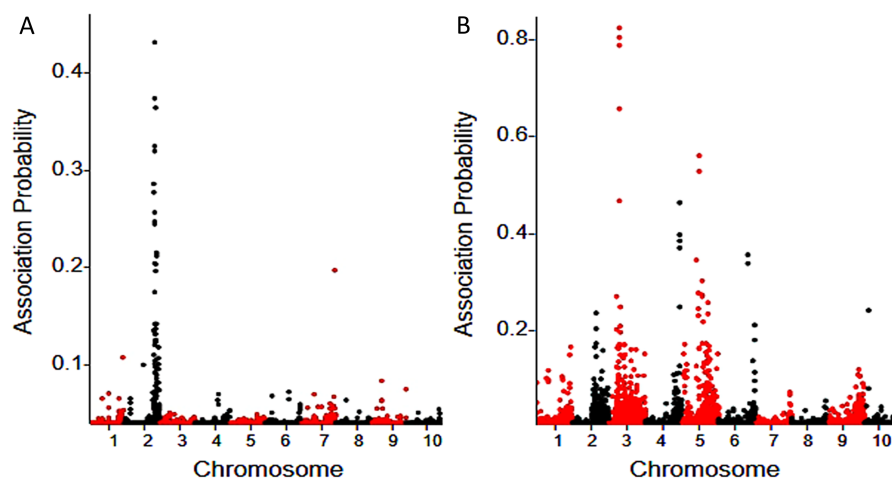 A
Association Probability
0.4
0.3
0.2
0.1
1 2 3 4 5 6 7 9 10
Chromosome
B
Association Probability
0.8
0.6
0.4
0.2
1 2 3 4 5 6 7 9 10
Chromosome